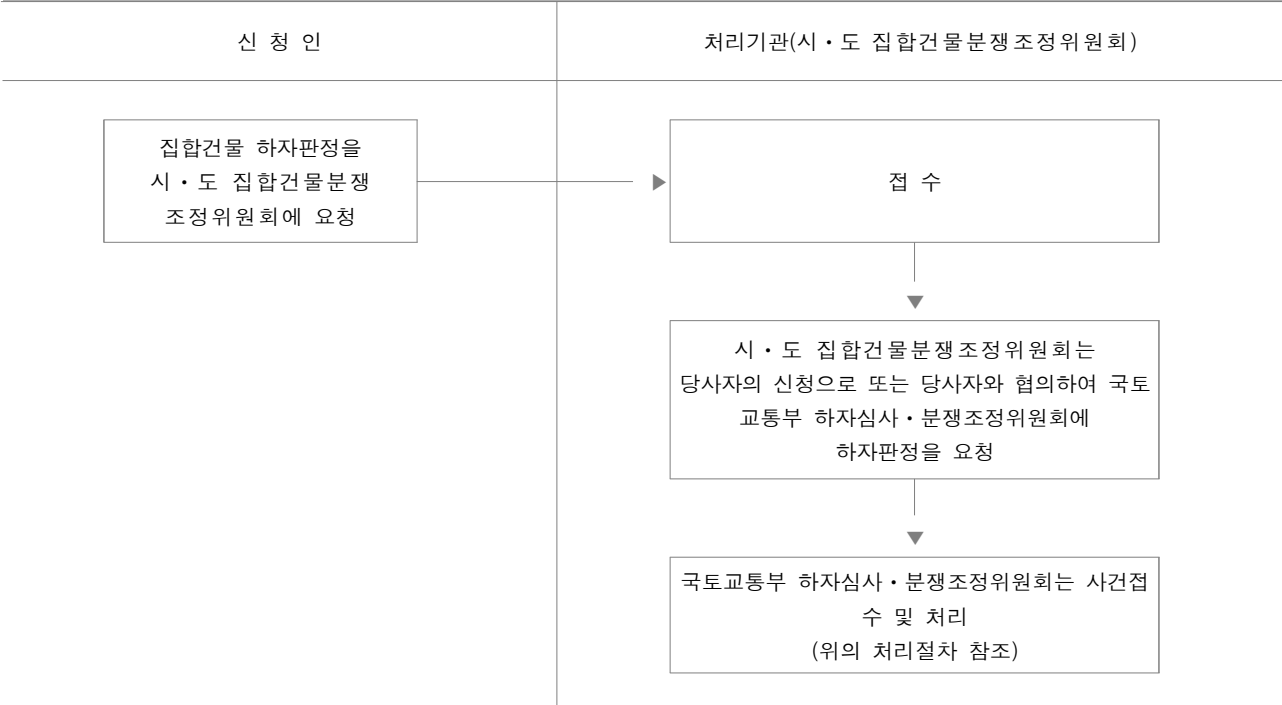 신 청 인
처리기관(시・도 집합건물분쟁조정위원회)
집합건물 하자판정을
시・도 집합건물분쟁
조정위원회에 요청
접 수
시・도 집합건물분쟁조정위원회는
당사자의 신청으로 또는 당사자와 협의하여 국토
교통부 하자심사・분쟁조정위원회에
하자판정을 요청
국토교통부 하자심사・분쟁조정위원회는 사건접
수 및 처리
(위의 처리절차 참조)